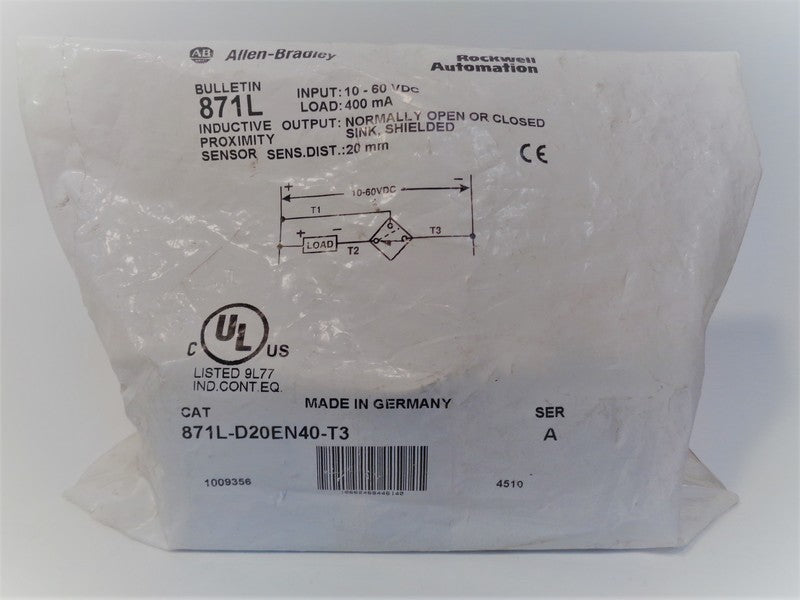 AB Allen-Bradley
Rockwell Automation
BULLETIN
871L
INDUCTIVE
PROXIMITY
SENSOR
INPUT: 10 - 60 VDC
LOAD: 400 mA
OUTPUT: NORMALLY OPEN OR CLOSED
SINK, SHIELDED
SENS.DIST.: 20 mm
CE
+ 10-60VDC -
T1
+ - T3
LOAD T2
C UL US
LISTED 9L77
IND.CONT.EQ.
MADE IN GERMANY
CAT SER
871L-D20EN40-T3 A
1009356 4510